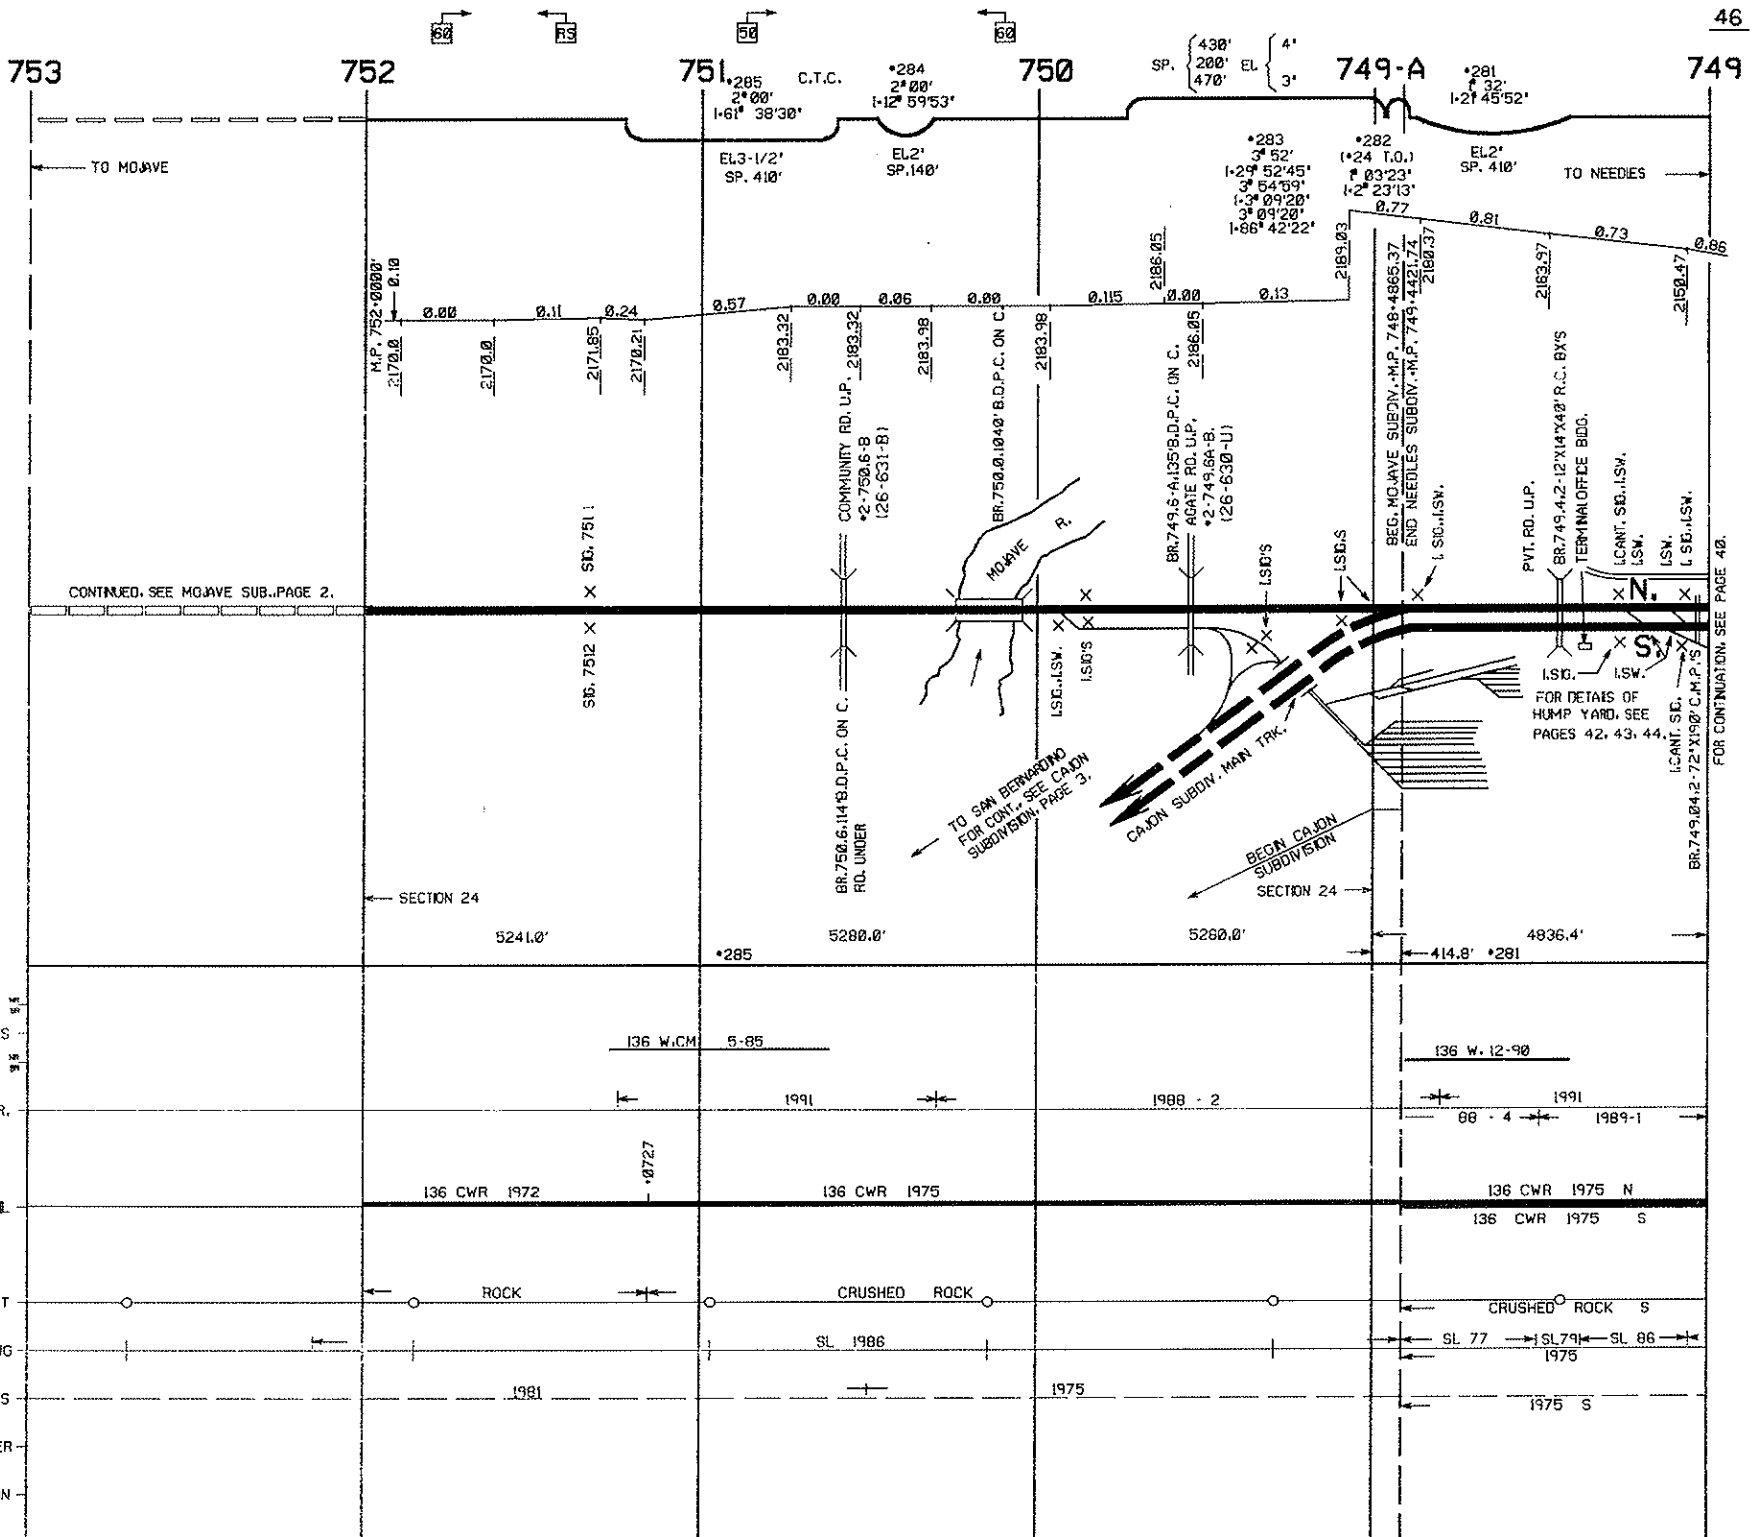 46
60
RS
50
60
753
752
751
750
749-A
749
•285
2° 00'
I•61° 38'30"
C.T.C.
•284
2° 00'
I•12° 59'53"
SP.
430'
200'
470'
EL
4"
3"
•281
1° 32'
I•21° 45'52"
TO MOJAVE
EL3-1/2"
SP. 410'
EL2"
SP.140'
•283
3° 52'
I•29° 52'45"
3° 54'59"
I•3° 09'20"
3° 09'20"
I•86° 42'22"
•282
(•24 T.O.)
1° 03'23"
I•2° 23'13"
EL2"
SP. 410'
TO NEEDLES
M.P. 752+0000'
0.10
0.00
0.11
0.24
0.57
0.00
0.06
0.00
0.115
0.00
0.13
0.77
0.81
0.73
0.86
2170.0
2170.0
2171.85
2170.21
2183.32
2183.32
2183.98
2183.98
2186.05
2186.05
2189.03
2180.37
2163.97
2150.47
SIG. 7511
SIG. 7512
COMMUNITY RD. U.P.
•2-750.6-B
(26-631-B)
BR.750.0.1040' B.D.P.C. ON C.
MOJAVE R.
BR.749.6-A.135'B.D.P.C. ON C.
AGATE RD. U.P.
•2-749.6A-B.
(26-630-U)
BEG. MOJAVE SUBDIV.•M.P. 748+4865.37
END NEEDLES SUBDIV.•M.P. 749+4421.74
I.SIG'S
I.SIG.S
I. SIG.,I.SW.
PVT. RD. U.P.
BR.749.4.2-12'X14'X40' R.C. BX'S
TERMINAL OFFICE BLDG.
I.CANT. SIG.,I.SW.
I.SW.
I.SW.
I. SIG.,I.SW.
CONTINUED, SEE MOJAVE SUB.,PAGE 2.
N.
S.
I.SIG.,I.SW.
I.SIG'S
I.SIG.
I.SW.
I.CANT. SIG.
BR.749.04.2-72"X190' C.M.P.'S
FOR CONTINUATION, SEE PAGE 40.
FOR DETAILS OF
HUMP YARD, SEE
PAGES 42, 43, 44.
BR.750.6.114'B.D.P.C. ON C.
RD. UNDER
TO SAN BERNARDINO
FOR CONT., SEE CAJON
SUBDIVISION, PAGE 3.
CAJON SUBDIV. MAIN TRK.
BEGIN CAJON
SUBDIVISION
SECTION 24
SECTION 24
5241.0'
5280.0'
5280.0'
4836.4'
•285
414.8' •281
S
136 W.CM 5-85
136 W. 12-90
R.
1991
1988 - 2
1991
88 - 4
1989-1
•0727
136 CWR 1972
136 CWR 1975
136 CWR 1975 N
136 CWR 1975 S
T
ROCK
CRUSHED ROCK
CRUSHED ROCK S
SL 1986
SL 77
SL79
SL 86
1975
S
1981
1975
1975 S
ER
N